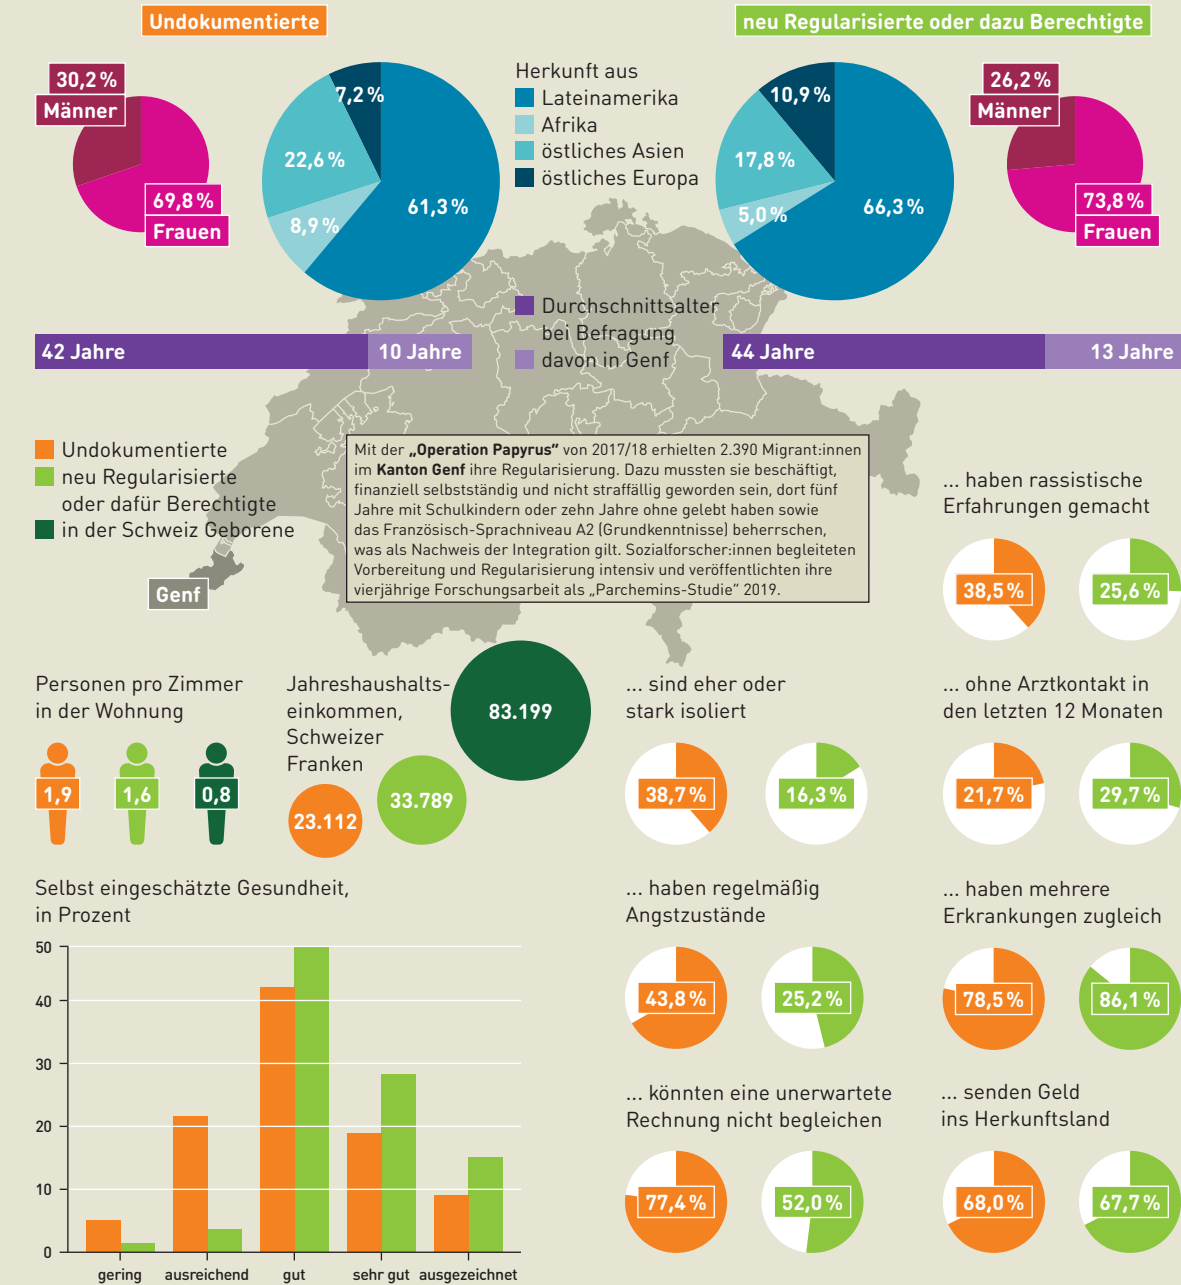 Undokumentierte
neu Regularisierte oder dazu Berechtigte
30,2 %
Männer
69,8 %
Frauen
7,2 %
22,6 %
8,9 %
61,3 %
Herkunft aus
Lateinamerika
Afrika
östliches Asien
östliches Europa
10,9 %
17,8 %
5,0 %
66,3 %
26,2 %
Männer
73,8 %
Frauen
Durchschnittsalter
bei Befragung
davon in Genf
42 Jahre
10 Jahre
44 Jahre
13 Jahre
Undokumentierte
neu Regularisierte
oder dafür Berechtigte
in der Schweiz Geborene
Genf
Mit der „Operation Papyrus“ von 2017/18 erhielten 2.390 Migrant:innen
im Kanton Genf ihre Regularisierung. Dazu mussten sie beschäftigt,
finanziell selbstständig und nicht straffällig geworden sein, dort fünf
Jahre mit Schulkindern oder zehn Jahre ohne gelebt haben sowie
das Französisch-Sprachniveau A2 (Grundkenntnisse) beherrschen,
was als Nachweis der Integration gilt. Sozialforscher:innen begleiteten
Vorbereitung und Regularisierung intensiv und veröffentlichten ihre
vierjährige Forschungsarbeit als „Parchemins-Studie“ 2019.
... haben rassistische
Erfahrungen gemacht
38,5 %
25,6 %
Personen pro Zimmer
in der Wohnung
1,9
1,6
0,8
Jahreshaushalts-
einkommen,
Schweizer
Franken
23.112
33.789
83.199
... sind eher oder
stark isoliert
38,7 %
16,3 %
... ohne Arztkontakt in
den letzten 12 Monaten
21,7 %
29,7 %
Selbst eingeschätzte Gesundheit,
in Prozent
50
40
30
20
10
0
gering
ausreichend
gut
sehr gut
ausgezeichnet
... haben regelmäßig
Angstzustände
43,8 %
25,2 %
... haben mehrere
Erkrankungen zugleich
78,5 %
86,1 %
... könnten eine unerwartete
Rechnung nicht begleichen
77,4 %
52,0 %
... senden Geld
ins Herkunftsland
68,0 %
67,7 %